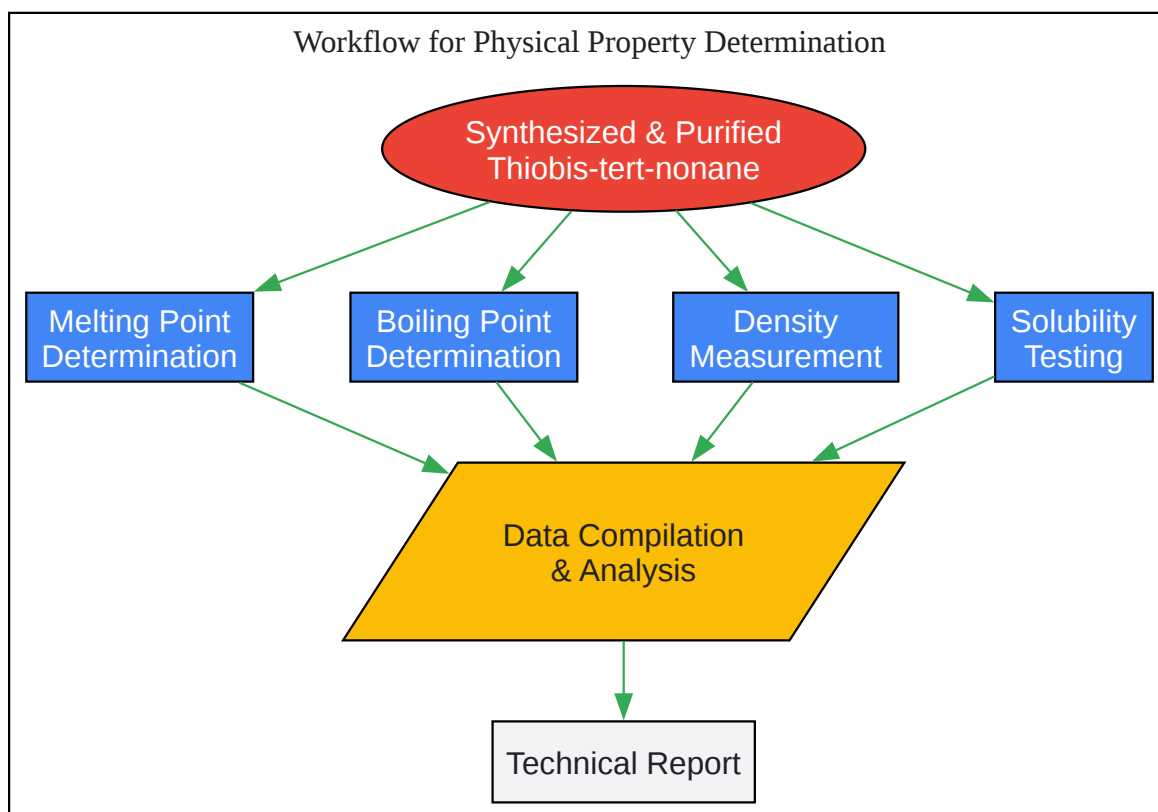 Workflow for Physical Property Determination
Synthesized & Purified
Thiobis-tert-nonane
Melting Point
Determination
Boiling Point
Determination
Density
Measurement
Solubility
Testing
Data Compilation
& Analysis
Technical Report